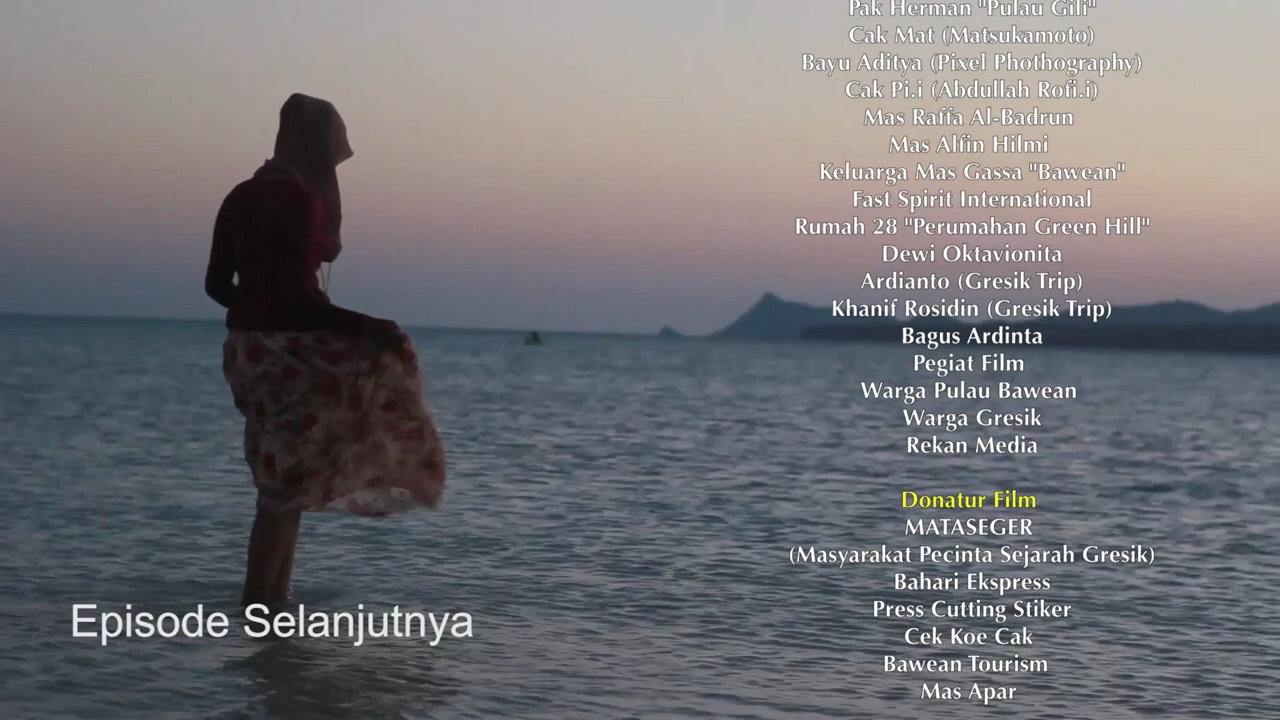 Pak Herman "Pulau Gili"
Cak Mat (Matsukamoto)
Bayu Aditya (Pixel Phothography)
Cak Pi.i (Abdullah Rofi.i)
Mas Raffa Al-Badrun
Mas Alfin Hilmi
Keluarga Mas Gassa "Bawean"
Fast Spirit International
Rumah 28 "Perumahan Green Hill"
Dewi Oktavionita
Ardianto (Gresik Trip)
Khanif Rosidin (Gresik Trip)
Bagus Ardinta
Pegiat Film
Warga Pulau Bawean
Warga Gresik
Rekan Media
Donatur Film
MATASEGER
(Masyarakat Pecinta Sejarah Gresik)
Bahari Ekspress
Press Cutting Stiker
Cek Koe Cak
Bawean Tourism
Mas Apar
Episode Selanjutnya